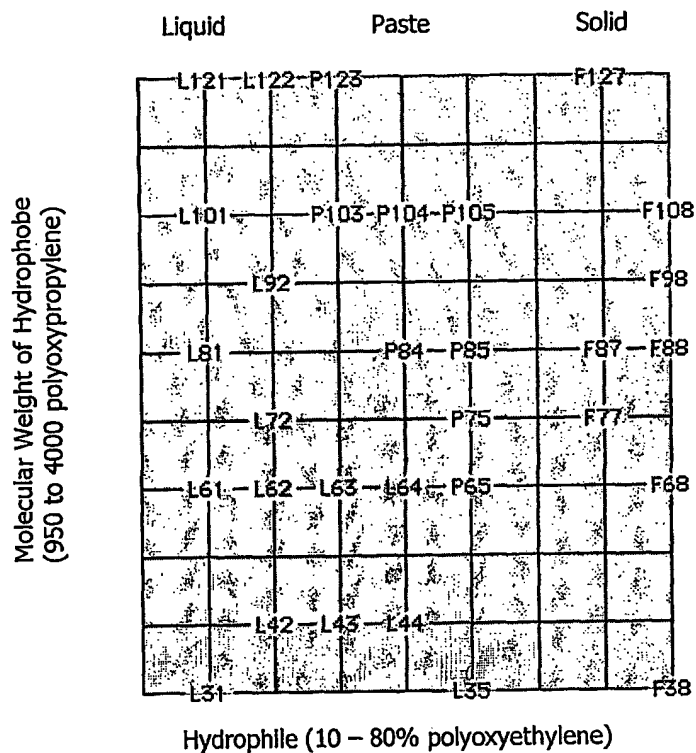 Liquid Paste Solid
L121 L122 P123 F127
L101 P103 P104 P105 F108
L92 F98
L81 P84 P85 F87 F88
L72 P75 F77
L61 L62 L63 L64 P65 F68
L42 L43 L44
L31 L35 F38
Molecular Weight of Hydrophobe
(950 to 4000 polyoxypropylene)
Hydrophile (10 – 80% polyoxyethylene)